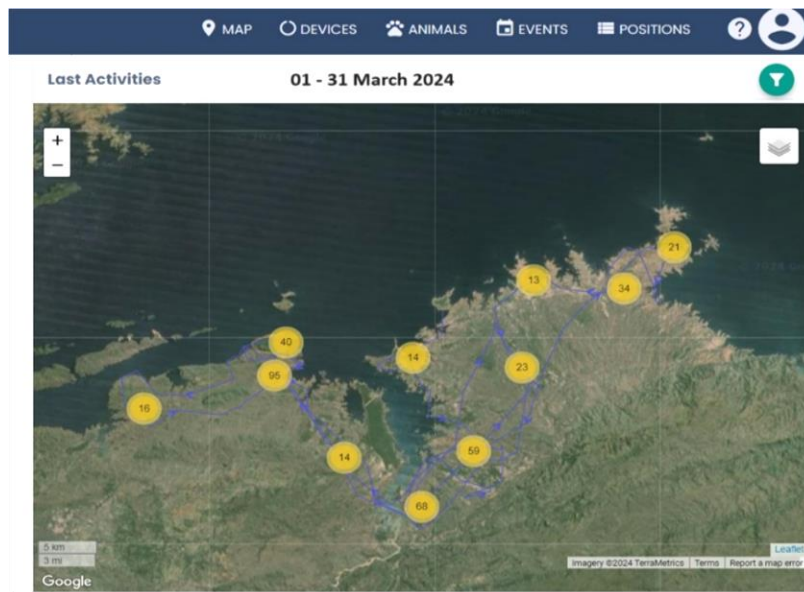 MAP DEVICES ANIMALS EVENTS POSITIONS ?
Last Activities 01 - 31 March 2024
+
−
21
13
34
40
14
95
23
16
59
14
68
5 km
3 mi
Leaflet
Imagery ©2024 TerraMetrics Terms Report a map error
Google